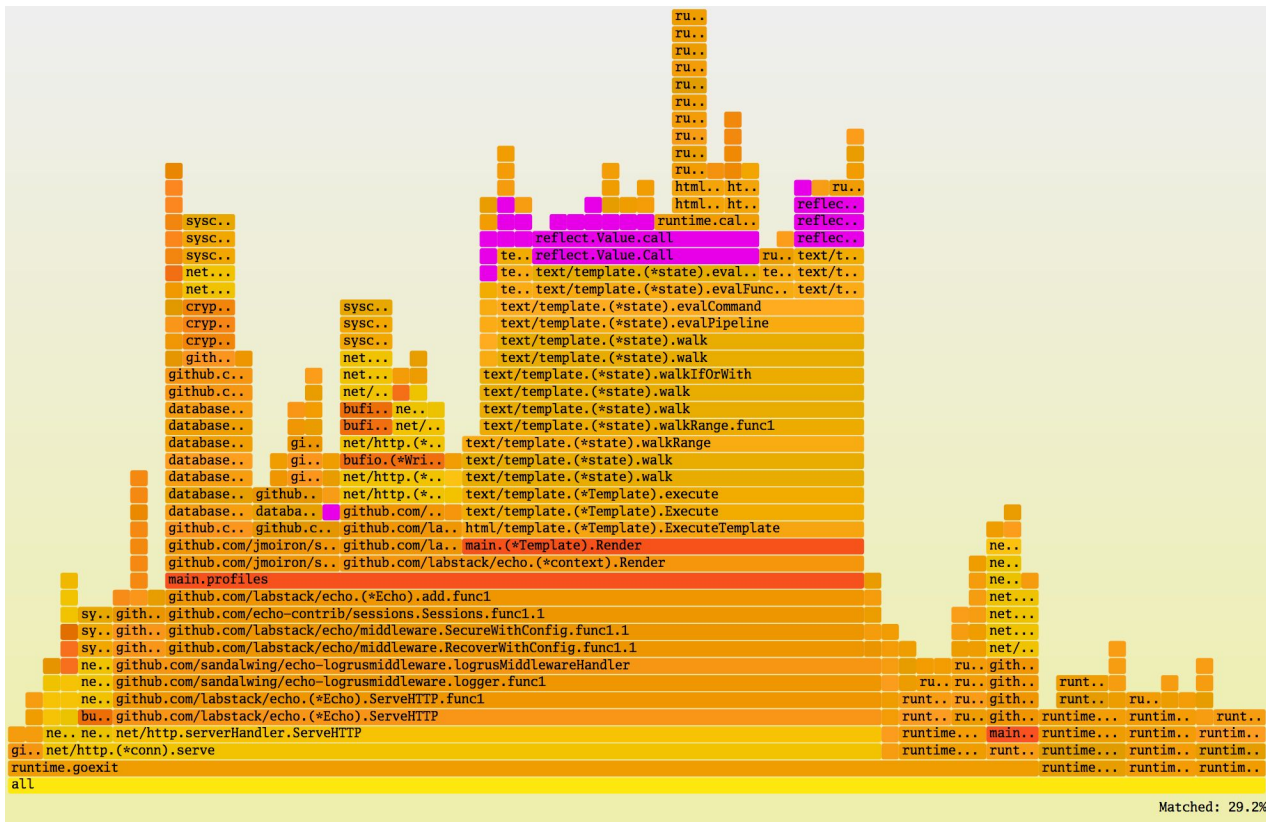 ru..
ru..
ru..
ru..
ru..
ru..
ru..
ru..
ru..
ru..
html.. ht.. ru..
html.. ht.. reflec..
sysc.. runtime.cal.. reflec..
sysc.. reflect.Value.call reflec..
sysc.. te.. reflect.Value.Call ru.. text/t..
net... te.. text/template.(*state).eval.. te.. text/t..
net... te.. text/template.(*state).evalFunc.. text/t..
cryp.. sysc.. text/template.(*state).evalCommand
cryp.. sysc.. text/template.(*state).evalPipeline
cryp.. sysc.. text/template.(*state).walk
gith.. net... text/template.(*state).walk
github.c.. net... text/template.(*state).walkIfOrWith
github.c.. net/.. text/template.(*state).walk
database.. bufi.. ne.. text/template.(*state).walk
database.. bufi.. net/.. text/template.(*state).walkRange.func1
database.. gi.. net/http.(*.. text/template.(*state).walkRange
database.. gi.. bufio.(*Wri.. text/template.(*state).walk
database.. gi.. net/http.(*.. text/template.(*state).walk
database.. github.. net/http.(*.. text/template.(*Template).execute
database.. databa.. github.com/.. text/template.(*Template).Execute
github.c.. github.c.. github.com/la.. html/template.(*Template).ExecuteTemplate
github.com/jmoiron/s.. github.com/la.. main.(*Template).Render ne..
github.com/jmoiron/s.. github.com/labstack/echo.(*context).Render ne..
main.profiles ne..
github.com/labstack/echo.(*Echo).add.func1 net...
sy.. gith.. github.com/echo-contrib/sessions.Sessions.func1.1 net...
sy.. gith.. github.com/labstack/echo/middleware.SecureWithConfig.func1.1 net...
sy.. gith.. github.com/labstack/echo/middleware.RecoverWithConfig.func1.1 net/..
ne.. github.com/sandalwing/echo-logrusmiddleware.logrusMiddlewareHandler ru.. gith..
ne.. github.com/sandalwing/echo-logrusmiddleware.logger.func1 ru.. ru.. gith.. runt..
ne.. github.com/labstack/echo.(*Echo).ServeHTTP.func1 runt.. ru.. gith.. runt.. ru..
bu.. github.com/labstack/echo.(*Echo).ServeHTTP runt.. ru.. gith.. runtime... runtim.. runt..
ne.. ne.. net/http.serverHandler.ServeHTTP runtime... main.. runtime... runtim.. runtim..
gi.. net/http.(*conn).serve runtime... runt.. runtime... runtim.. runtim..
runtime.goexit runtime... runtim.. runtim..
all
Matched: 29.2%